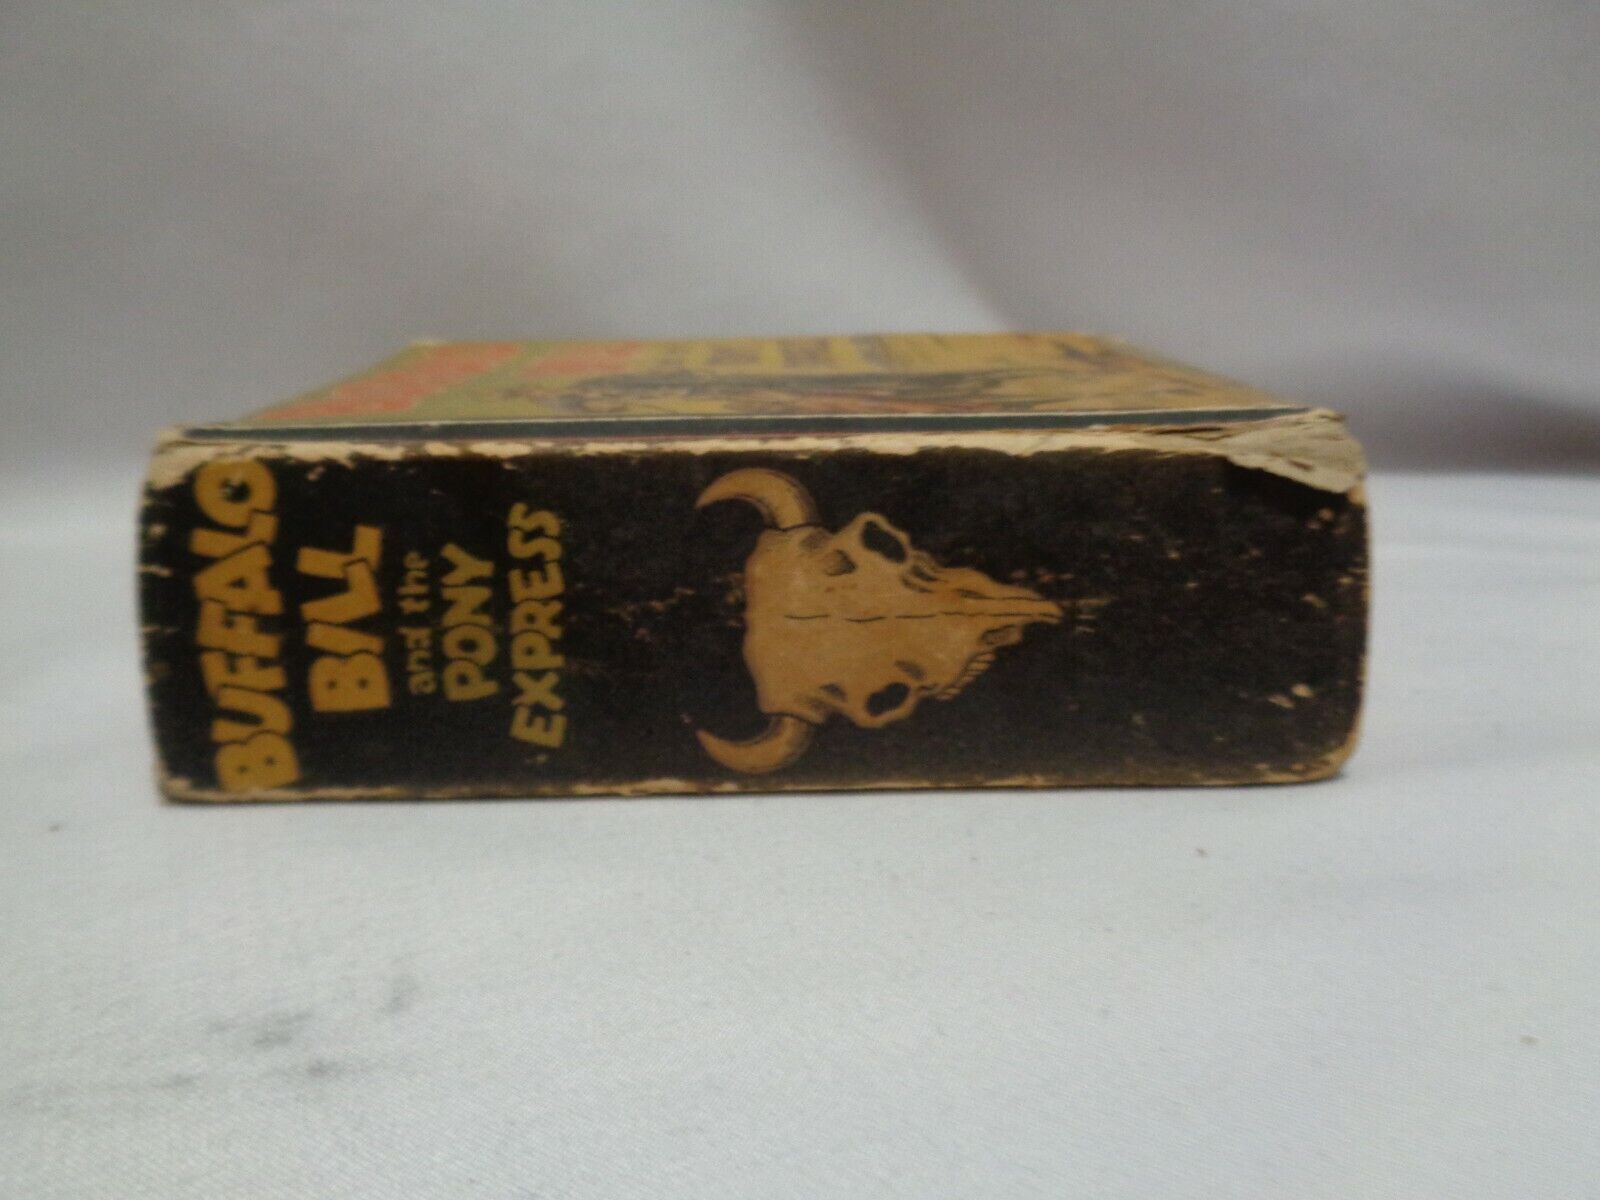 BUFFALO
BILL
and the
PONY
EXPRESS